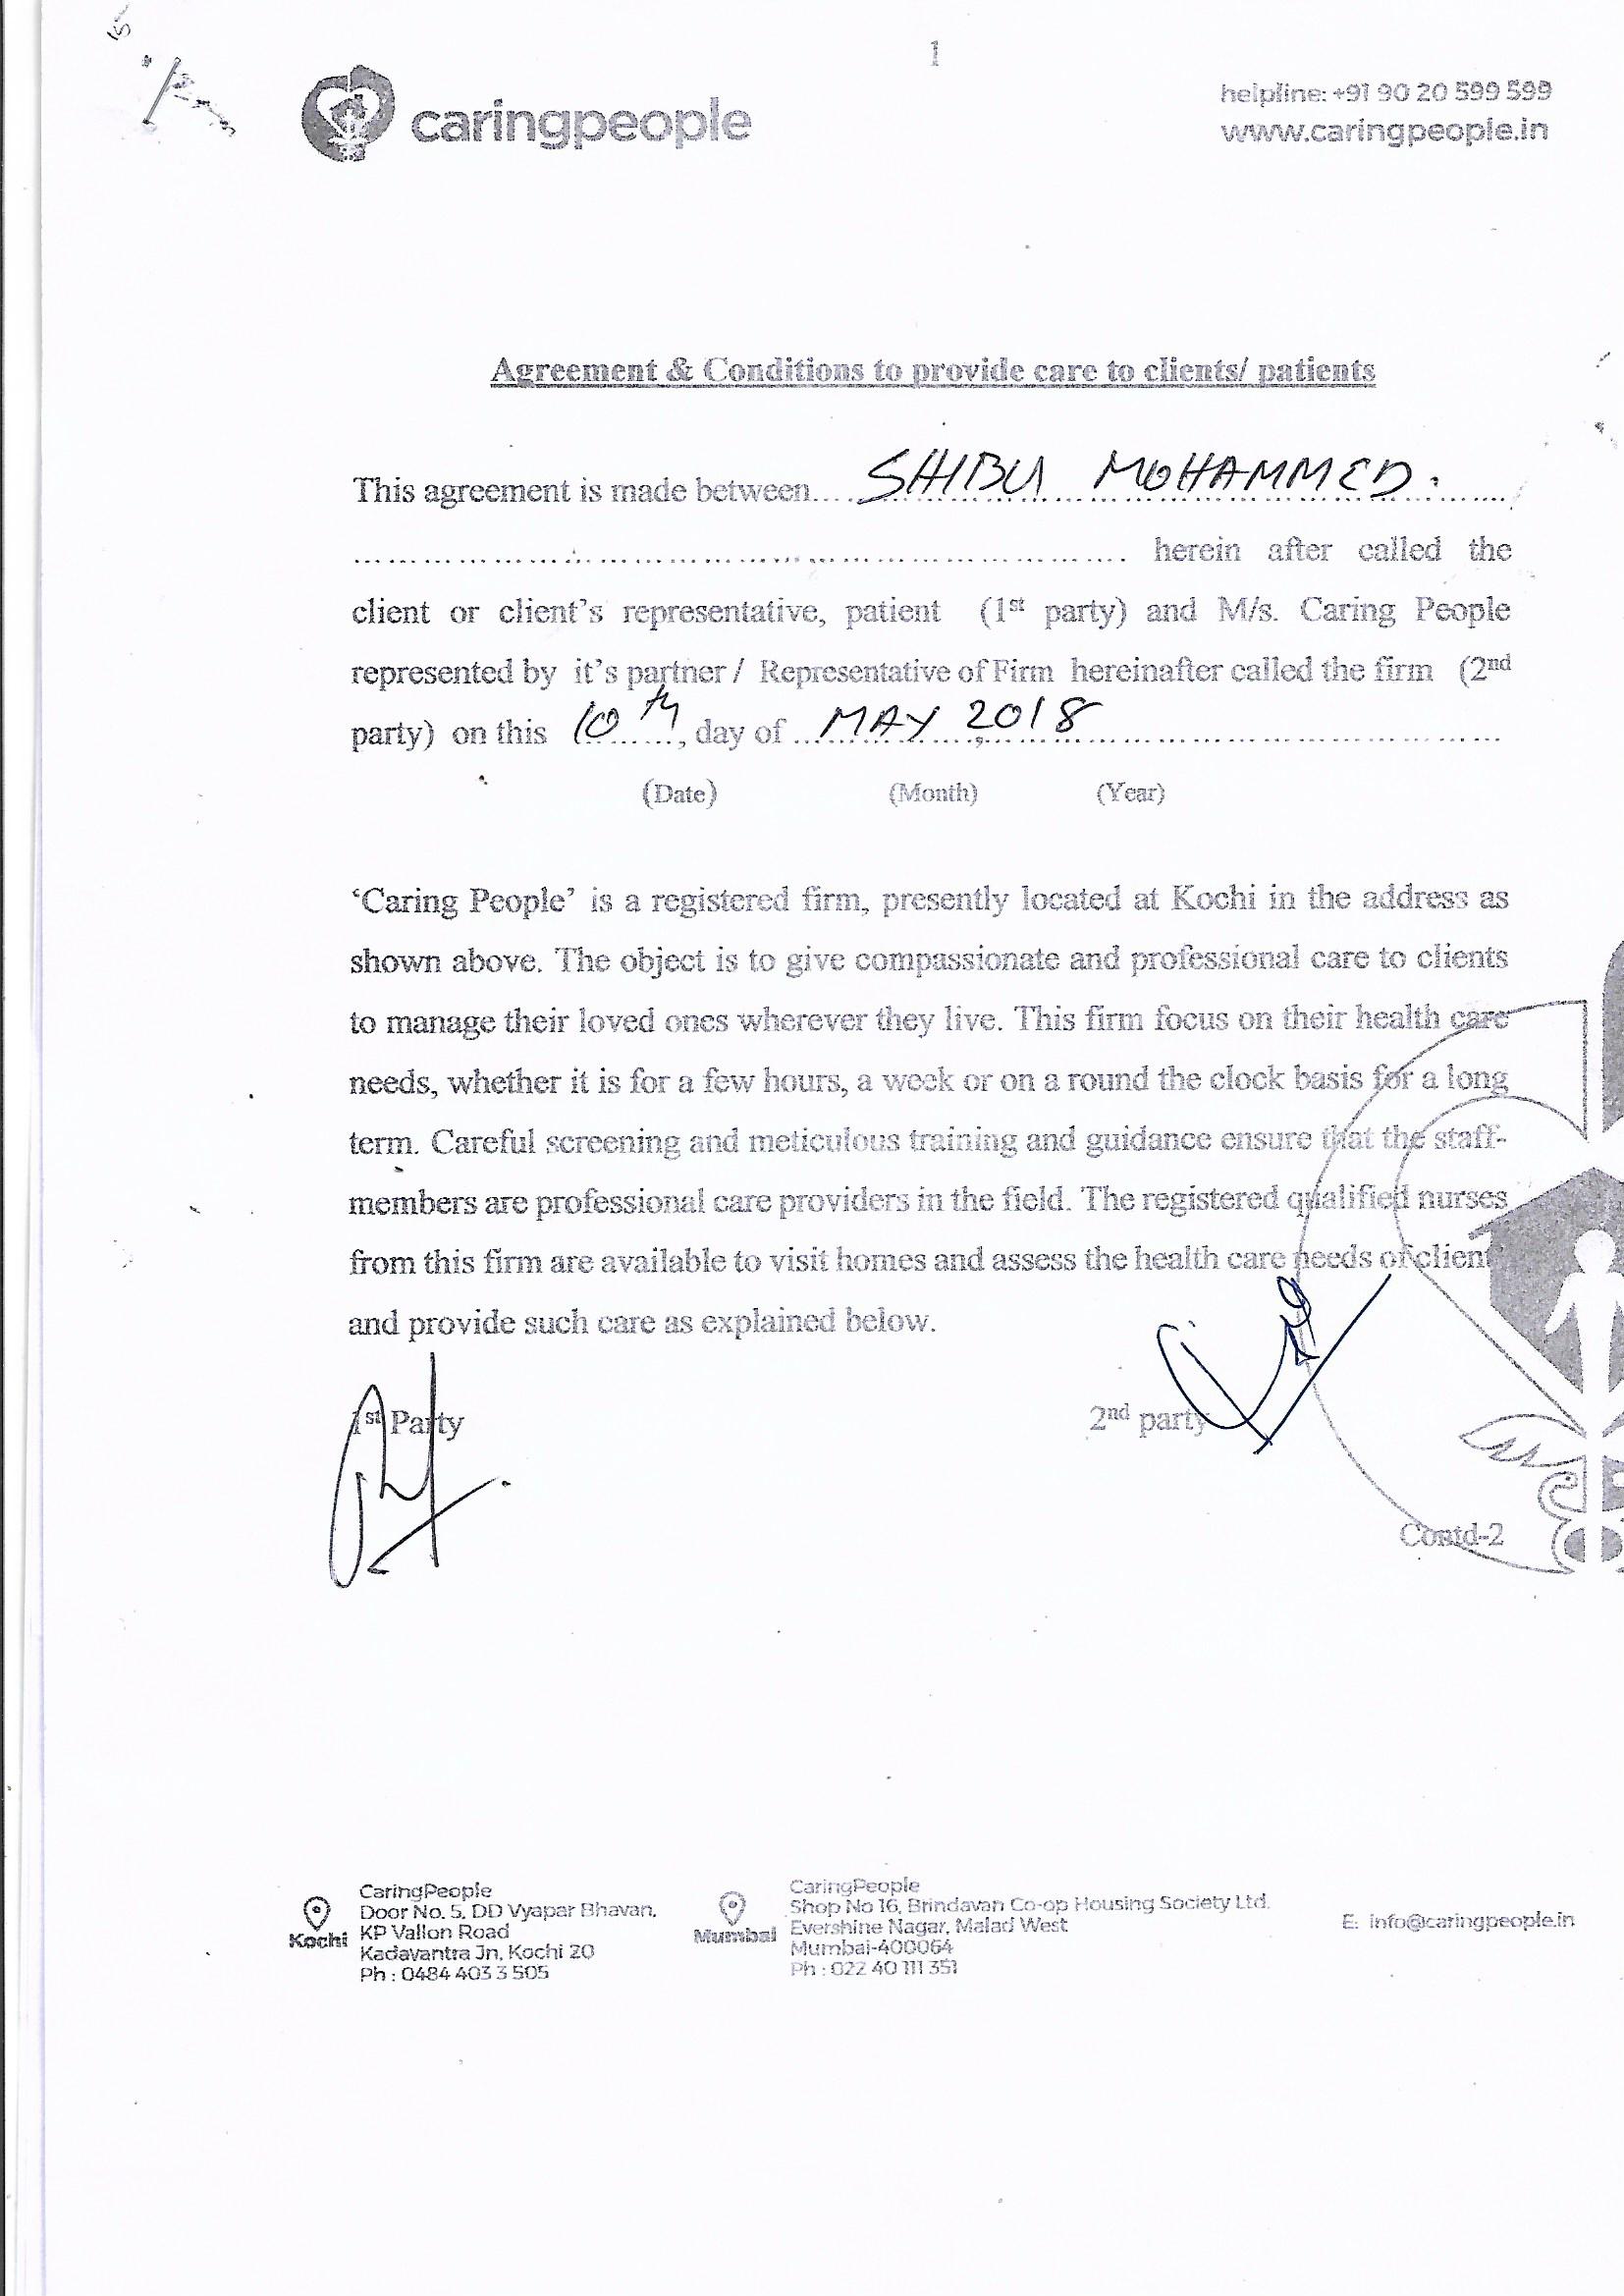 1
caringpeople
helpline: +91 90 20 599 599
www.caringpeople.in
Agreement & Conditions to provide care to clients/ patients
This agreement is made between.... SHIBU MOHAMMED. ....
.................................................................. herein after called the
client or client's representative, patient (1st party) and M/s. Caring People
represented by it's partner / Representative of Firm hereinafter called the firm (2nd
party) on this 10th, day of MAY 2018
(Date) (Month) (Year)
'Caring People' is a registered firm, presently located at Kochi in the address as
shown above. The object is to give compassionate and professional care to clients
to manage their loved ones wherever they live. This firm focus on their health care
needs, whether it is for a few hours, a week or on a round the clock basis for a long
term. Careful screening and meticulous training and guidance ensure that the staff-
members are professional care providers in the field. The registered qualified nurses
from this firm are available to visit homes and assess the health care needs of client
and provide such care as explained below.
1st Party
2nd party
Contd-2
Kochi
CaringPeople
Door No. 5, DD Vyapar Bhavan,
KP Vallon Road
Kadavantra Jn, Kochi 20
Ph : 0484 403 3 505
Mumbai
CaringPeople
Shop No 16, Brindavan Co-op Housing Society Ltd.
Evershine Nagar, Malad West
Mumbai-400064
Ph : 022 40 111 351
E: info@caringpeople.in